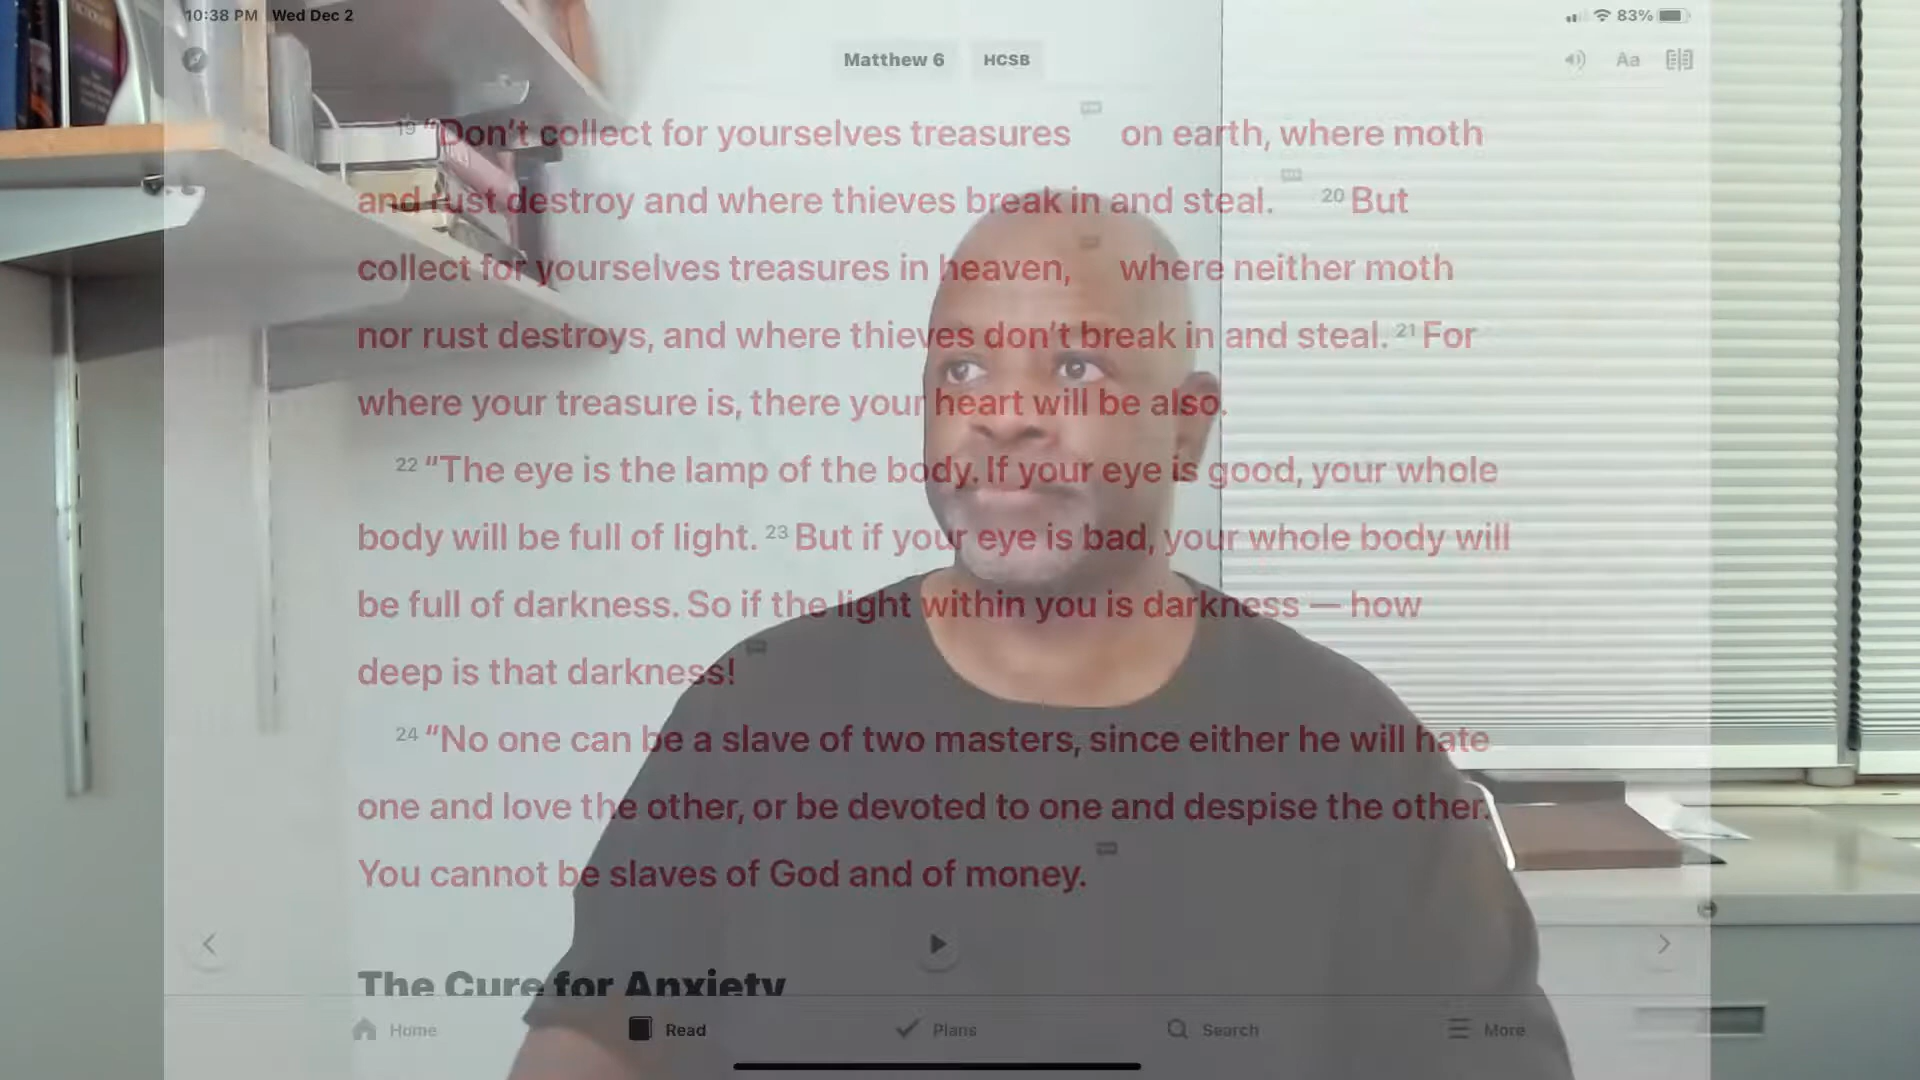 10:38 PM Wed Dec 2 83%
Matthew 6 HCSB Aa
19 “Don’t collect for yourselves treasures on earth, where moth
and rust destroy and where thieves break in and steal. 20 But
collect for yourselves treasures in heaven, where neither moth
nor rust destroys, and where thieves don’t break in and steal. 21 For
where your treasure is, there your heart will be also.
22 “The eye is the lamp of the body. If your eye is good, your whole
body will be full of light. 23 But if your eye is bad, your whole body will
be full of darkness. So if the light within you is darkness — how
deep is that darkness!
24 “No one can be a slave of two masters, since either he will hate
one and love the other, or be devoted to one and despise the other.
You cannot be slaves of God and of money.
The Cure for Anxiety
Home Read Plans Search More